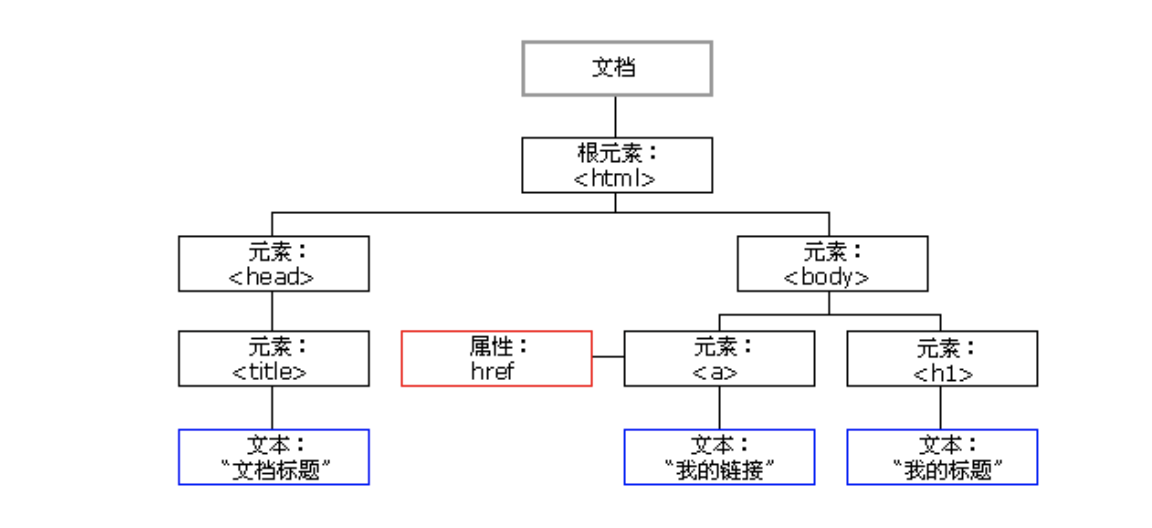 文档
根元素：
<html>
元素：
<head>
元素：
<body>
元素：
<title>
属性：
href
元素：
<a>
元素：
<h1>
文本：
“文档标题”
文本：
“我的链接”
文本：
“我的标题”